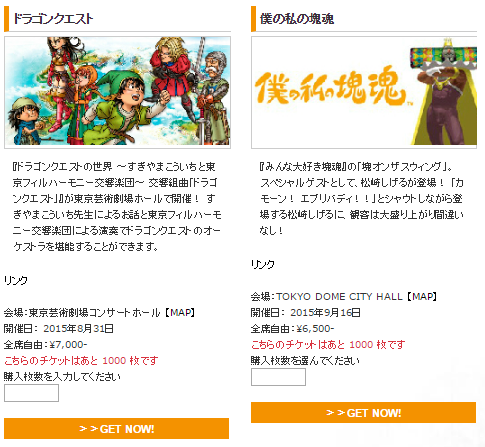 ドラゴンクエスト
『ドラゴンクエストの世界 ～すぎやまこういちと東
京フィルハーモニー交響楽団～ 交響組曲「ドラゴ
ンクエスト」』が東京芸術劇場ホールで開催！ す
ぎやまこういち先生によるお話と東京フィルハーモ
ニー交響楽団による演奏でドラゴンクエストのオー
ケストラを堪能することができます。
リンク
会場：東京芸術劇場コンサートホール 【MAP】
開催日： 2015年8月31日
全席自由：¥7,000-
こちらのチケットはあと 1000 枚です
購入枚数を入力してください
＞＞GET NOW!
僕の私の塊魂
僕の私の塊魂™
『みんな大好き塊魂』の「塊オンザスウィング」。
スペシャルゲストとして、松崎しげるが登場！ 「カ
モーン！ エブリバディ！！」とシャウトしながら登
場する松崎しげるに、観客は大盛り上がり間違い
なし！
リンク
会場：TOKYO DOME CITY HALL 【MAP】
開催日： 2015年9月16日
全席自由：¥6,500-
こちらのチケットはあと 1000 枚です
購入枚数を選んでください
＞＞GET NOW!